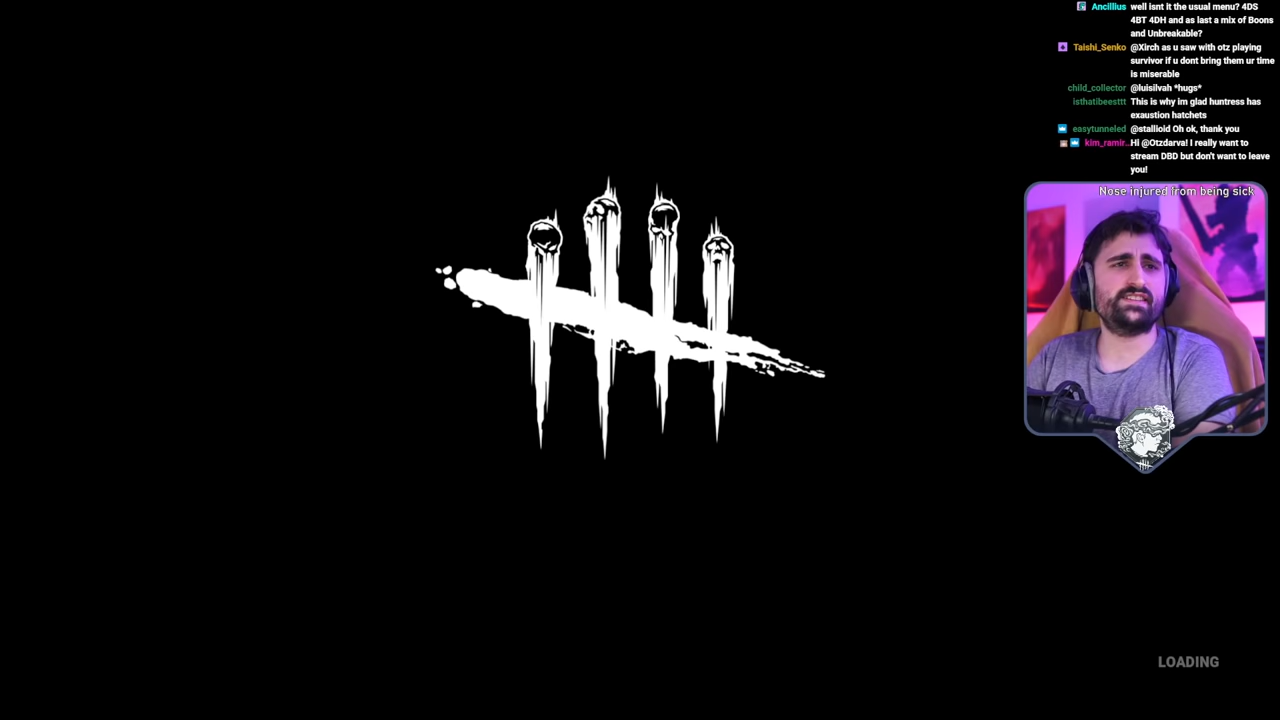 Ancillius well isnt it the usual menu? 4DS
4BT 4DH and as last a mix of Boons
and Unbreakable?
Taishi_Senko @Xirch as u saw with otz playing
survivor if u dont bring them ur time
is miserable
child_collector @luisilvah *hugs*
isthatibeesttt This is why im glad huntress has
exaustion hatchets
easytunneled @stallioid Oh ok, thank you
kim_ramir... Hi @Otzdarva! I really want to
stream DBD but don't want to leave
you!
Nose injured from being sick
LOADING